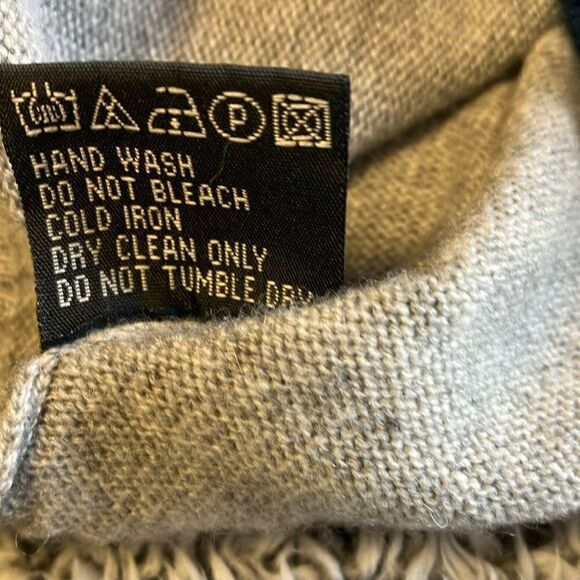 P
HAND WASH
DO NOT BLEACH
COLD IRON
DRY CLEAN ONLY
DO NOT TUMBLE DRY